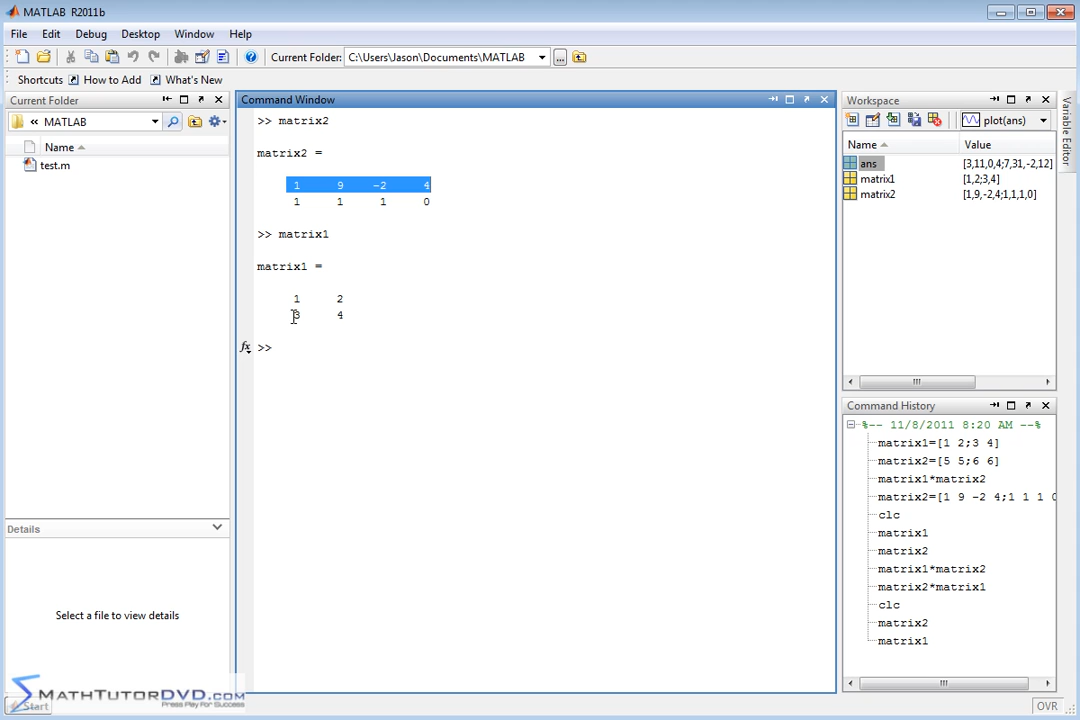 MATLAB R2011b
File Edit Debug Desktop Window Help
Current Folder: C:\Users\Jason\Documents\MATLAB ...
Shortcuts How to Add What's New
Current Folder
« MATLAB
Name
test.m
Details
Select a file to view details
Start
MATHTUTORDVD.COM
Press Play For Success
Command Window
>> matrix2
matrix2 =
1 9 -2 4
1 1 1 0
>> matrix1
matrix1 =
1 2
3 4
fx >>
Workspace
plot(ans)
Name Value
ans [3,11,0,4;7,31,-2,12]
matrix1 [1,2;3,4]
matrix2 [1,9,-2,4;1,1,1,0]
Variable Editor
Command History
%-- 11/8/2011 8:20 AM --%
matrix1=[1 2;3 4]
matrix2=[5 5;6 6]
matrix1*matrix2
matrix2=[1 9 -2 4;1 1 1 0
clc
matrix1
matrix2
matrix1*matrix2
matrix2*matrix1
clc
matrix2
matrix1
OVR